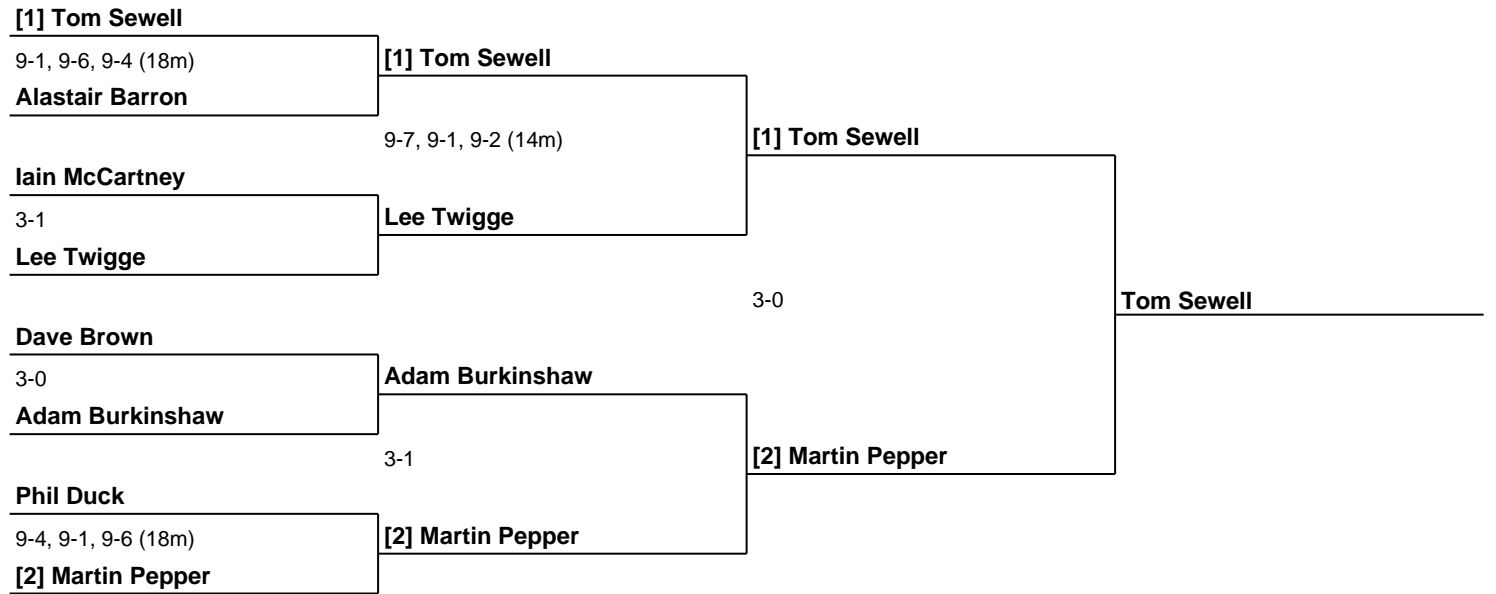 [1] Tom Sewell
9-1, 9-6, 9-4 (18m)
[1] Tom Sewell
Alastair Barron
9-7, 9-1, 9-2 (14m)
[1] Tom Sewell
Iain McCartney
3-1
Lee Twigge
Lee Twigge
3-0
Tom Sewell
Dave Brown
3-0
Adam Burkinshaw
Adam Burkinshaw
3-1
[2] Martin Pepper
Phil Duck
9-4, 9-1, 9-6 (18m)
[2] Martin Pepper
[2] Martin Pepper